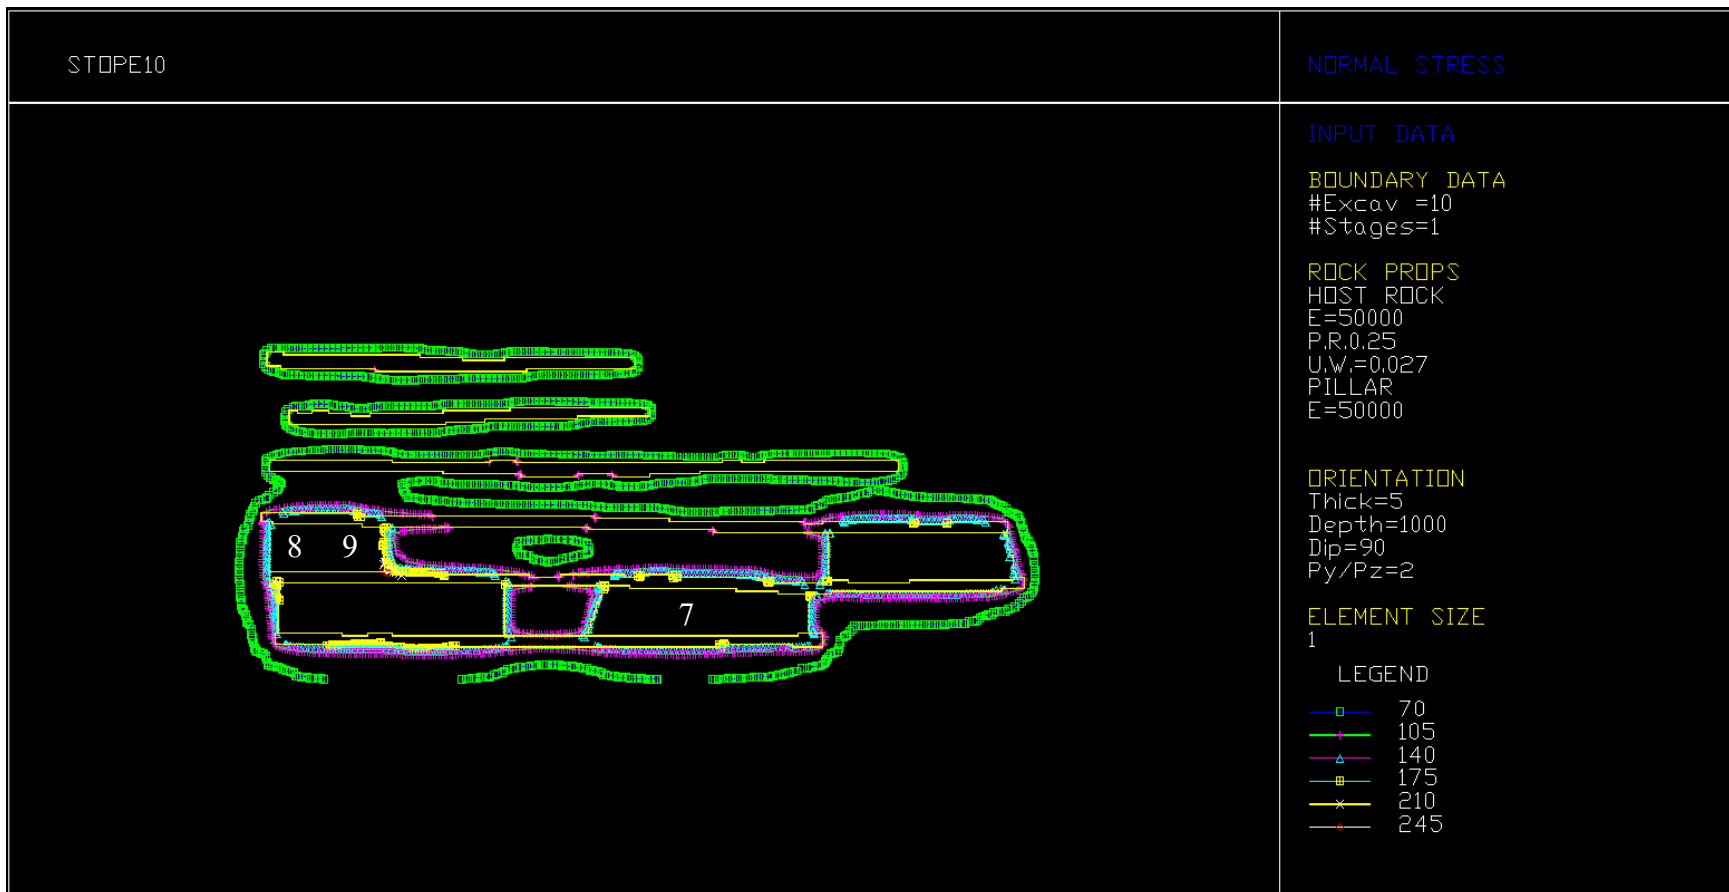 STOPE10
NORMAL STRESS
INPUT DATA
BOUNDARY DATA
#Excav =10
#Stages=1
ROCK PROPS
HOST ROCK
E=50000
P.R.0.25
U.W.=0.027
PILLAR
E=50000
ORIENTATION
Thick=5
Depth=1000
Dip=90
Py/Pz=2
ELEMENT SIZE
1
LEGEND
70
105
140
175
210
245
8 9
7